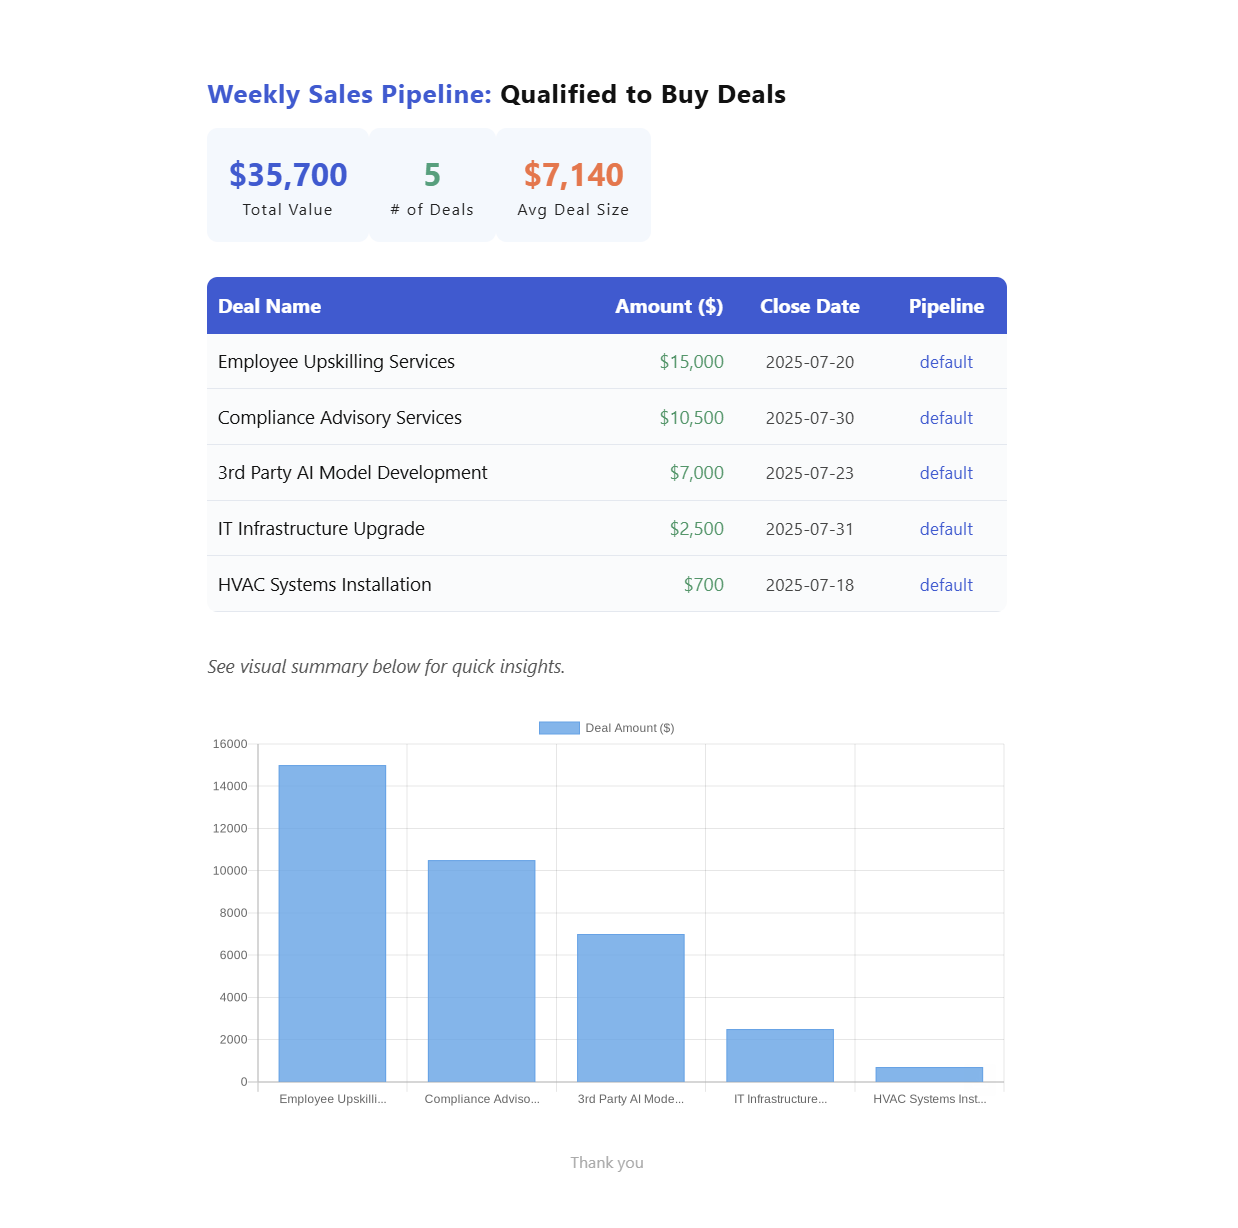 Weekly Sales Pipeline: Qualified to Buy Deals
$35,700 5 $7,140
Total Value # of Deals Avg Deal Size
Deal Name Amount ($) Close Date Pipeline
Employee Upskilling Services $15,000 2025-07-20 default
Compliance Advisory Services $10,500 2025-07-30 default
3rd Party AI Model Development $7,000 2025-07-23 default
IT Infrastructure Upgrade $2,500 2025-07-31 default
HVAC Systems Installation $700 2025-07-18 default
See visual summary below for quick insights.
Deal Amount ($)
16000
14000
12000
10000
8000
6000
4000
2000
0
Employee Upskilli... Compliance Adviso... 3rd Party AI Mode... IT Infrastructure... HVAC Systems Inst...
Thank you